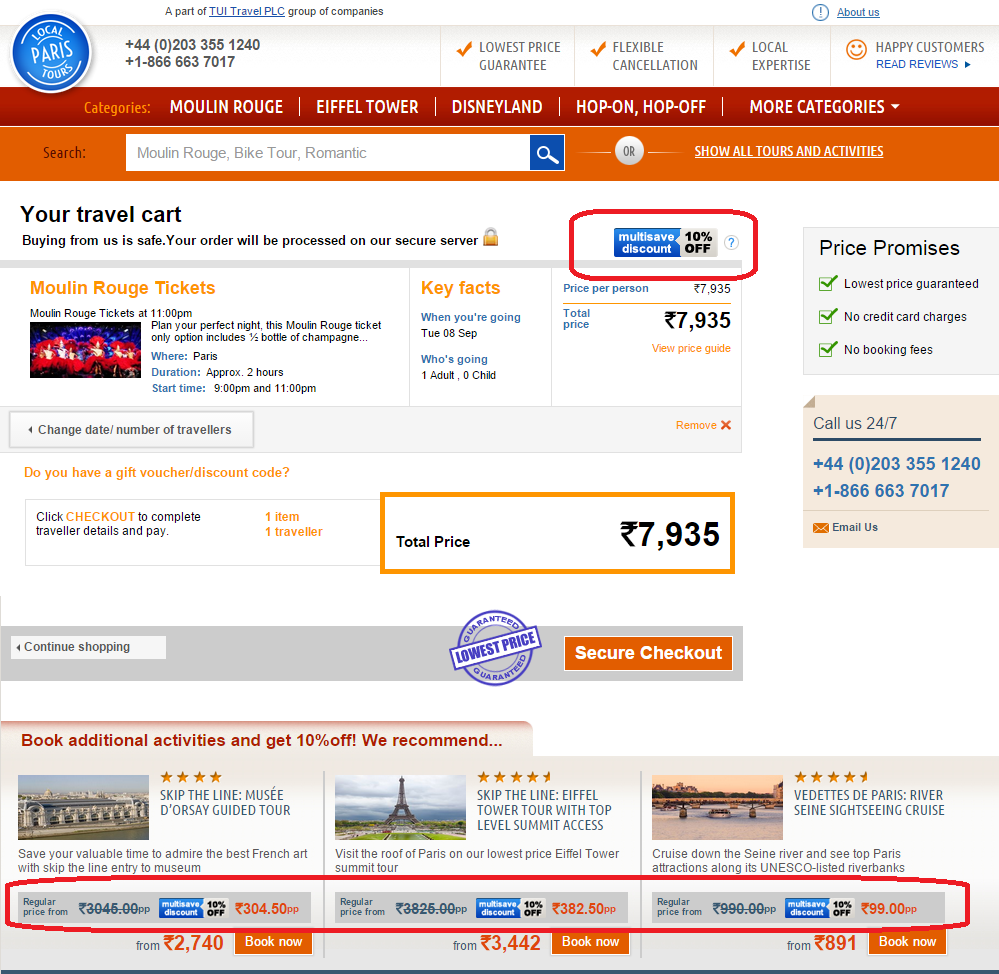 A part of TUI Travel PLC group of companies
About us
LOCAL
PARIS
TOURS
+44 (0)203 355 1240
+1-866 663 7017
LOWEST PRICE
GUARANTEE
FLEXIBLE
CANCELLATION
LOCAL
EXPERTISE
HAPPY CUSTOMERS
READ REVIEWS
Categories:
MOULIN ROUGE
EIFFEL TOWER
DISNEYLAND
HOP-ON, HOP-OFF
MORE CATEGORIES
Search:
Moulin Rouge, Bike Tour, Romantic
OR
SHOW ALL TOURS AND ACTIVITIES
Your travel cart
Buying from us is safe.Your order will be processed on our secure server
multisave
discount
10%
OFF
?
Moulin Rouge Tickets
Moulin Rouge Tickets at 11:00pm
Plan your perfect night, this Moulin Rouge ticket
only option includes ½ bottle of champagne...
Where: Paris
Duration: Approx. 2 hours
Start time: 9:00pm and 11:00pm
Key facts
When you're going
Tue 08 Sep
Who's going
1 Adult , 0 Child
Price per person ₹7,935
Total
price
₹7,935
View price guide
Change date/ number of travellers
Remove
Do you have a gift voucher/discount code?
Click CHECKOUT to complete
traveller details and pay.
1 item
1 traveller
Total Price
₹7,935
Continue shopping
GUARANTEED
LOWEST PRICE
GUARANTEED
Secure Checkout
Price Promises
Lowest price guaranteed
No credit card charges
No booking fees
Call us 24/7
+44 (0)203 355 1240
+1-866 663 7017
Email Us
Book additional activities and get 10%off! We recommend...
SKIP THE LINE: MUSÉE
D'ORSAY GUIDED TOUR
Save your valuable time to admire the best French art
with skip the line entry to museum
Regular
price from
₹3045.00pp
multisave
discount
10%
OFF
₹304.50pp
from ₹2,740
Book now
SKIP THE LINE: EIFFEL
TOWER TOUR WITH TOP
LEVEL SUMMIT ACCESS
Visit the roof of Paris on our lowest price Eiffel Tower
summit tour
Regular
price from
₹3825.00pp
multisave
discount
10%
OFF
₹382.50pp
from ₹3,442
Book now
VEDETTES DE PARIS: RIVER
SEINE SIGHTSEEING CRUISE
Cruise down the Seine river and see top Paris
attractions along its UNESCO-listed riverbanks
Regular
price from
₹990.00pp
multisave
discount
10%
OFF
₹99.00pp
from ₹891
Book now